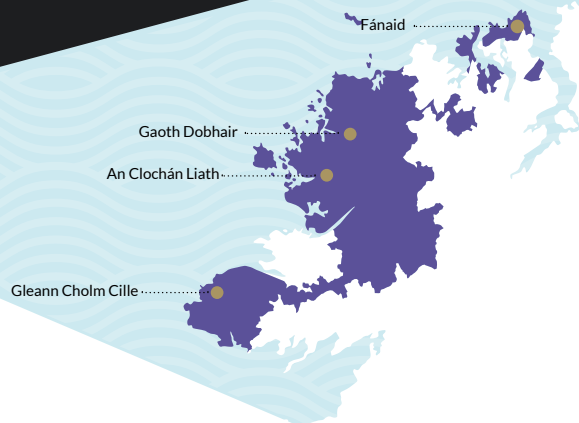 Fánaid
Gaoth Dobhair
An Clochán Liath
Gleann Cholm Cille